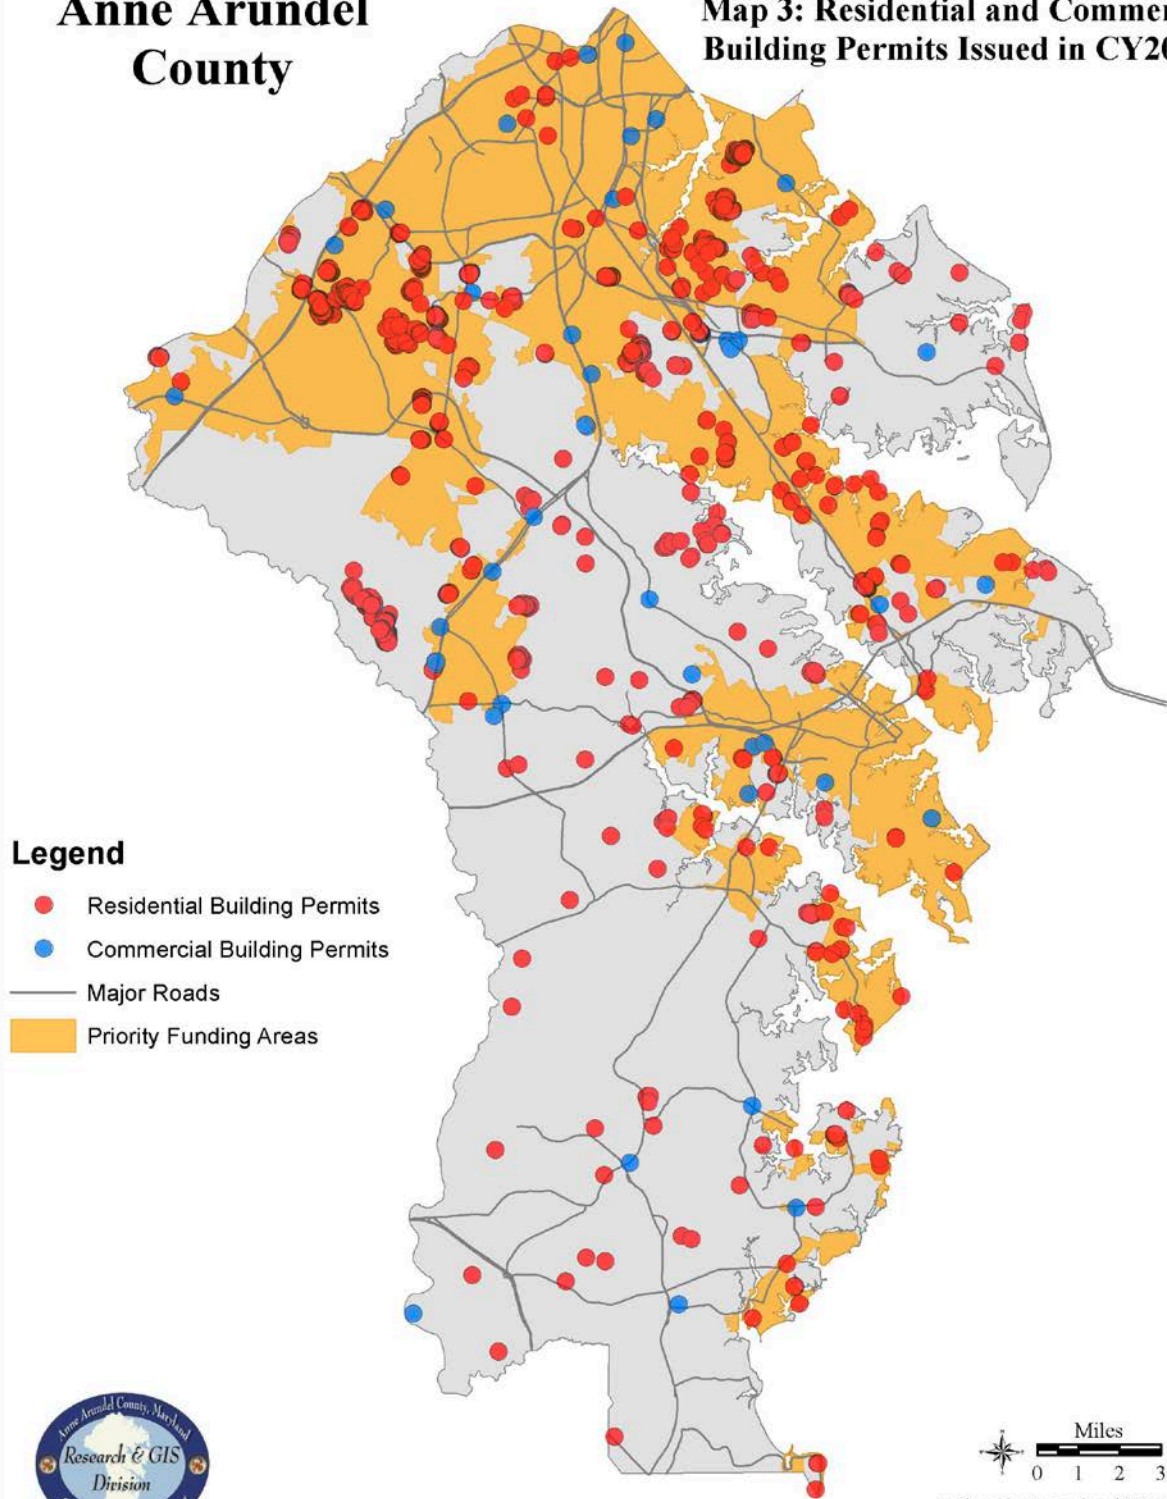 Anne Arundel
County
Map 3: Residential and Commer
Building Permits Issued in CY20
Legend
Residential Building Permits
Commercial Building Permits
Major Roads
Priority Funding Areas
Anne Arundel County, Maryland
Research & GIS
Division
Miles
0 1 2 3